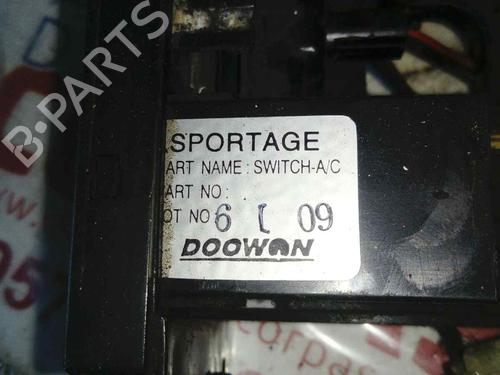 B-PARTS
SPORTAGE
ART NAME : SWITCH-A/C
ART NO :
OT NO 6 I 09
DOOWON